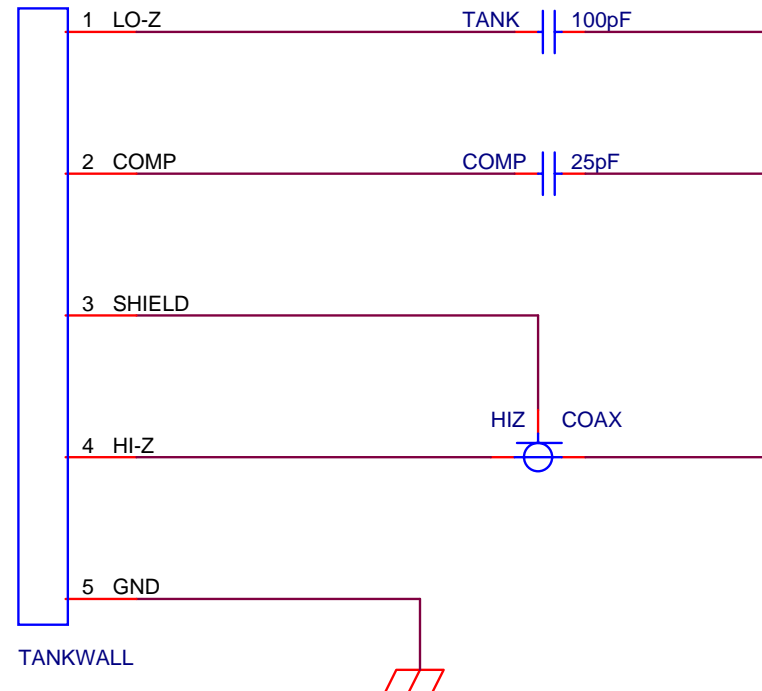 1 LO-Z TANK 100pF
2 COMP COMP 25pF
3 SHIELD
HIZ COAX
4 HI-Z
5 GND
TANKWALL